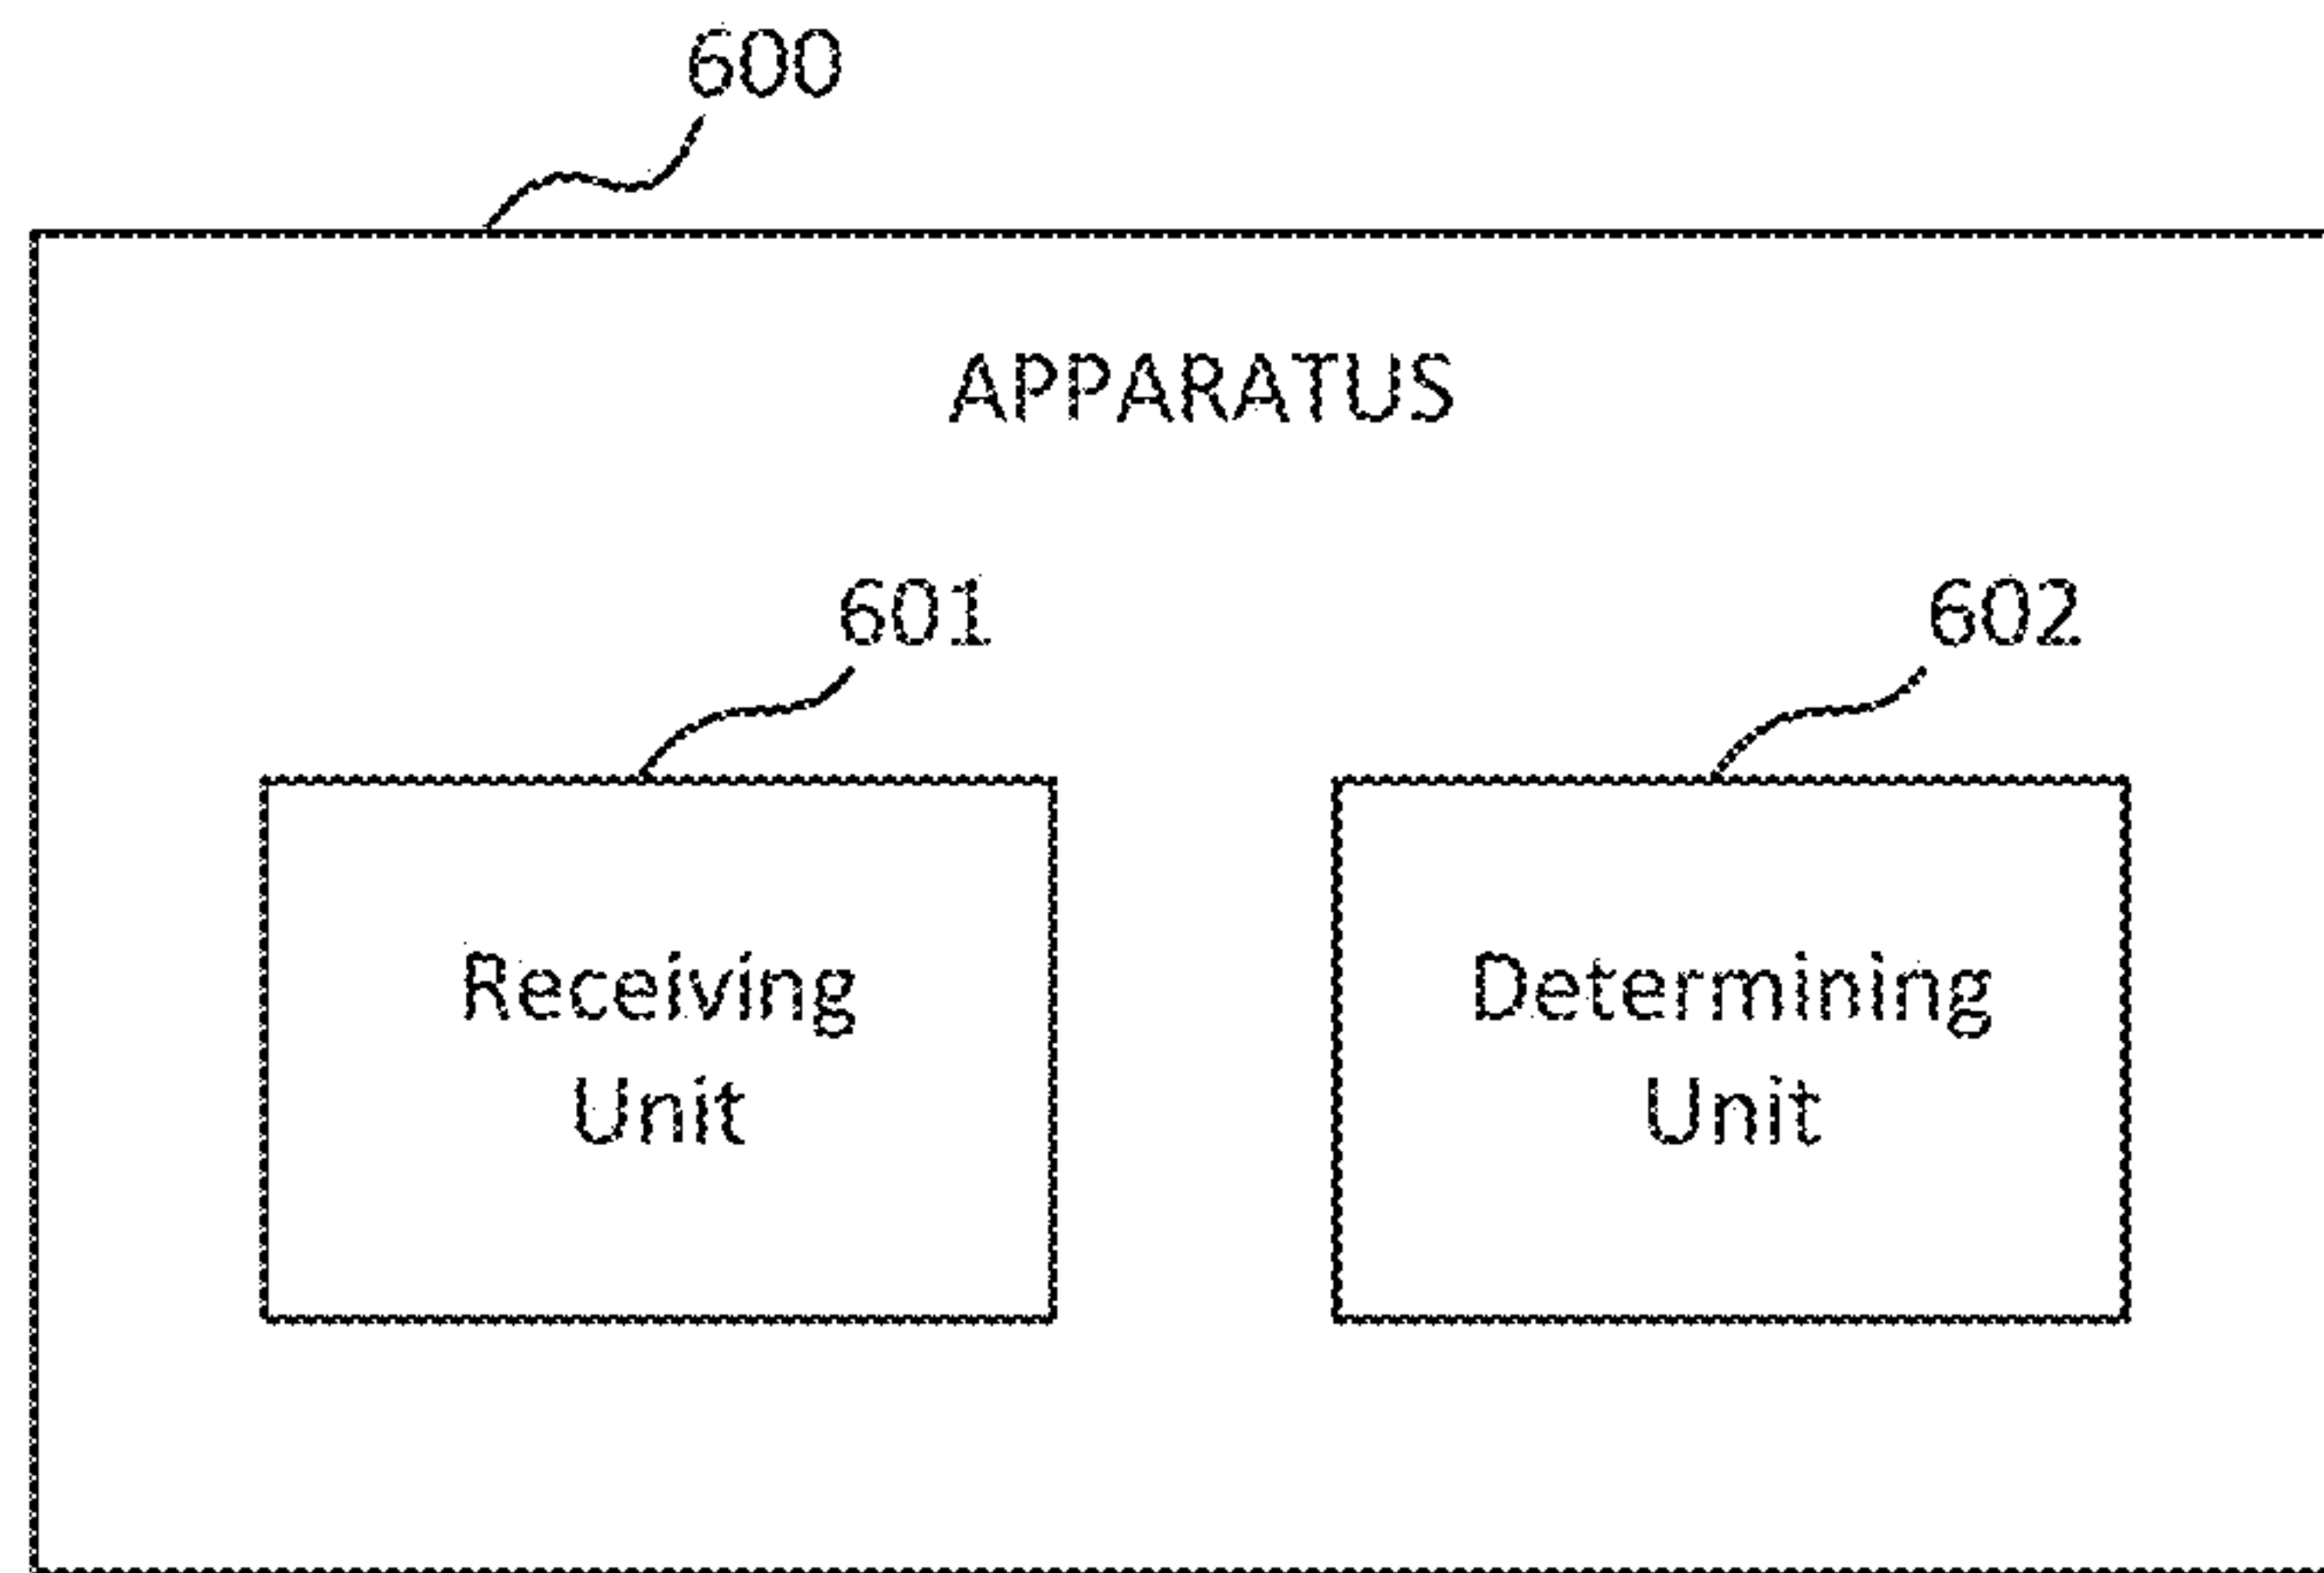 600
APPARATUS
601
602
Receiving
Unit
Determining
Unit